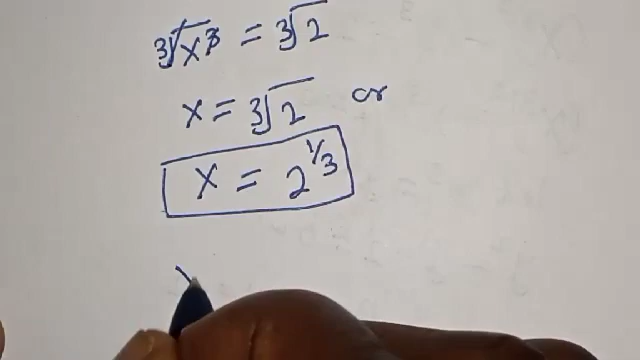 ∛x³ = ∛2
x = ∛2 or
x = 2^1/3